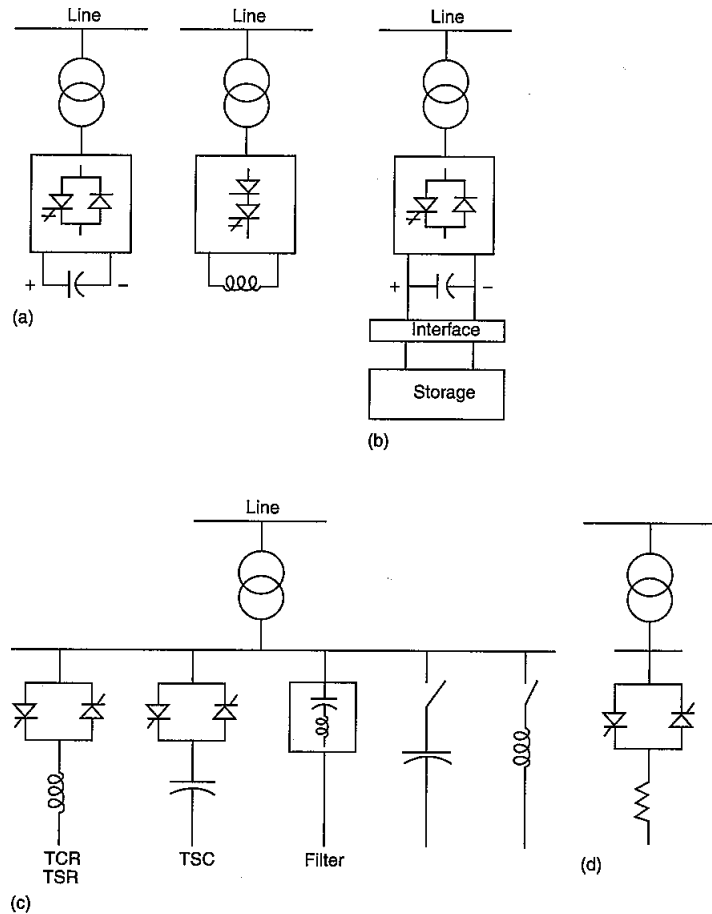 Line
Line
Line
+ −
+ −
Interface
Storage
(a)
(b)
Line
TCR
TSR
TSC
Filter
(c)
(d)